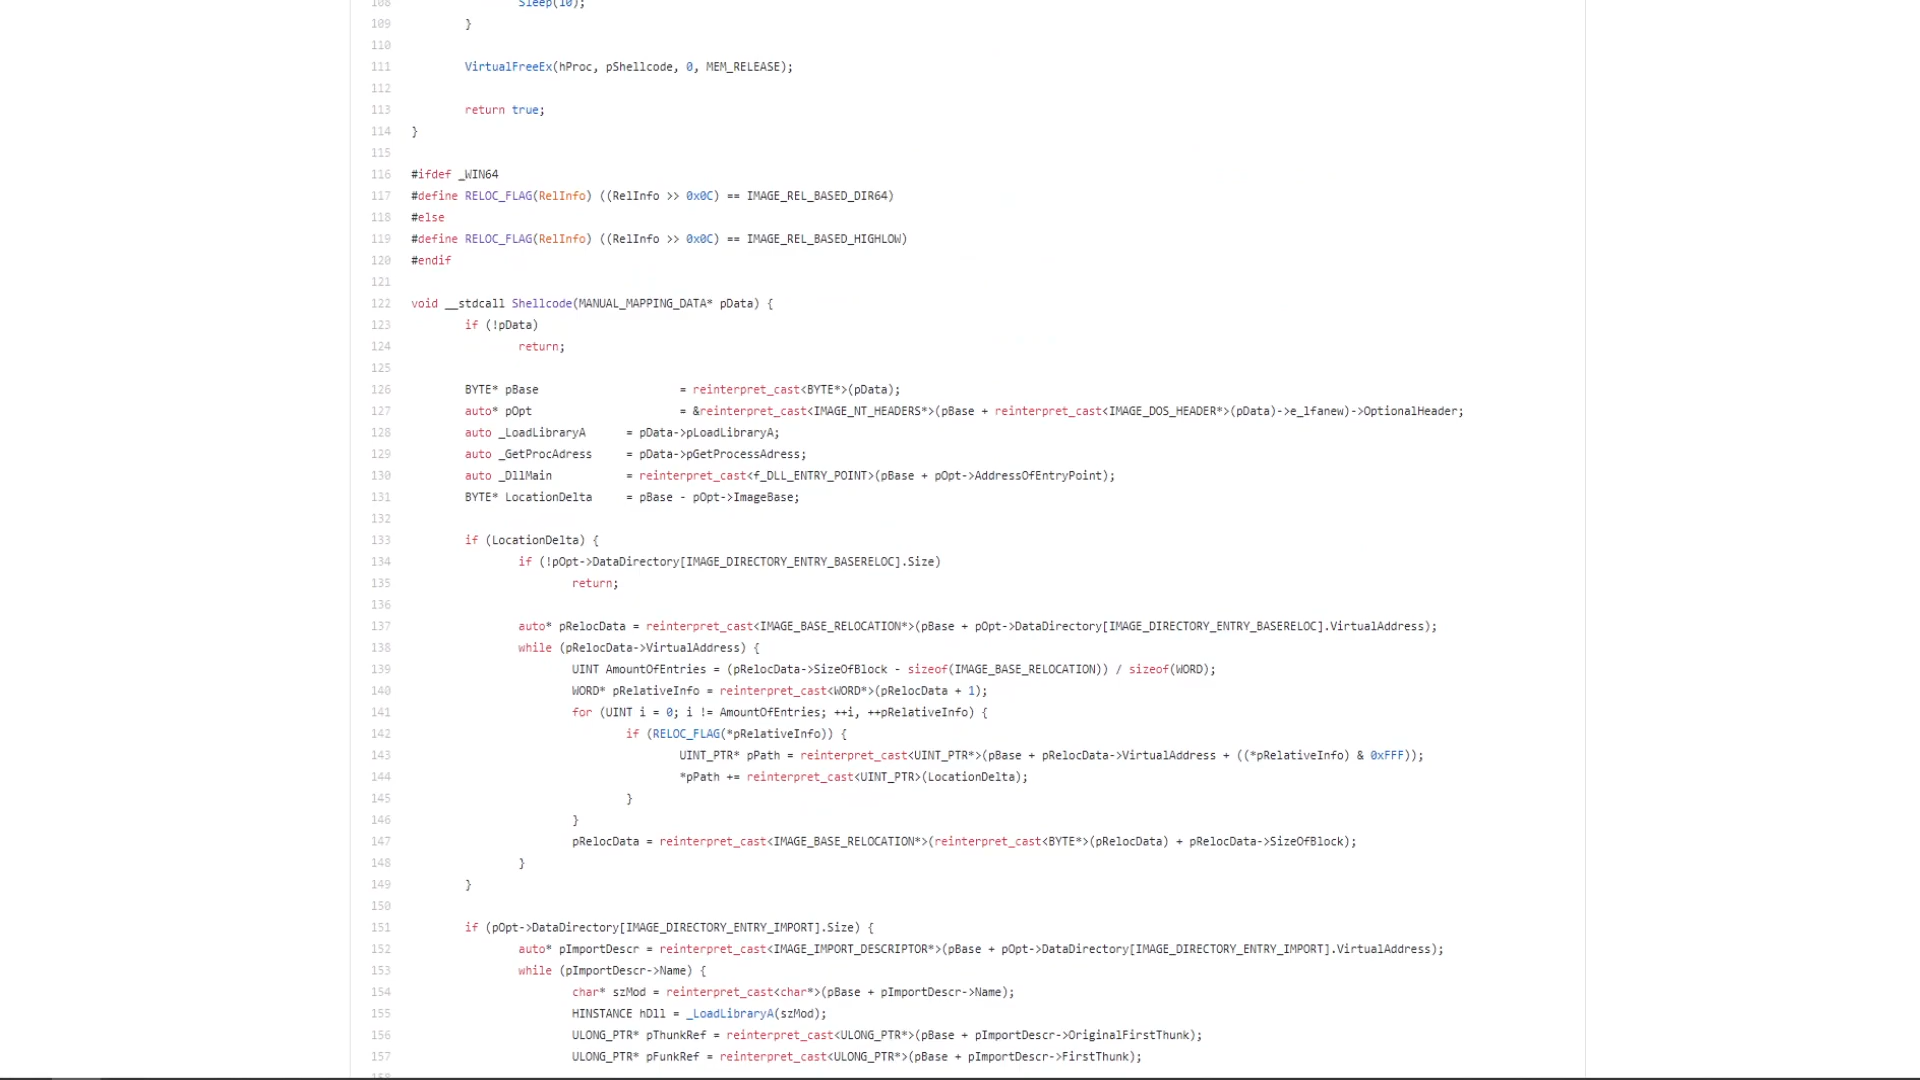 108 Sleep(10);
109 }
110
111 VirtualFreeEx(hProc, pShellcode, 0, MEM_RELEASE);
112
113 return true;
114 }
115
116 #ifdef _WIN64
117 #define RELOC_FLAG(RelInfo) ((RelInfo >> 0x0C) == IMAGE_REL_BASED_DIR64)
118 #else
119 #define RELOC_FLAG(RelInfo) ((RelInfo >> 0x0C) == IMAGE_REL_BASED_HIGHLOW)
120 #endif
121
122 void __stdcall Shellcode(MANUAL_MAPPING_DATA* pData) {
123 if (!pData)
124 return;
125
126 BYTE* pBase = reinterpret_cast<BYTE*>(pData);
127 auto* pOpt = &reinterpret_cast<IMAGE_NT_HEADERS*>(pBase + reinterpret_cast<IMAGE_DOS_HEADER*>(pData)->e_lfanew)->OptionalHeader;
128 auto _LoadLibraryA = pData->pLoadLibraryA;
129 auto _GetProcAdress = pData->pGetProcessAdress;
130 auto _DllMain = reinterpret_cast<f_DLL_ENTRY_POINT>(pBase + pOpt->AddressOfEntryPoint);
131 BYTE* LocationDelta = pBase - pOpt->ImageBase;
132
133 if (LocationDelta) {
134 if (!pOpt->DataDirectory[IMAGE_DIRECTORY_ENTRY_BASERELOC].Size)
135 return;
136
137 auto* pRelocData = reinterpret_cast<IMAGE_BASE_RELOCATION*>(pBase + pOpt->DataDirectory[IMAGE_DIRECTORY_ENTRY_BASERELOC].VirtualAddress);
138 while (pRelocData->VirtualAddress) {
139 UINT AmountOfEntries = (pRelocData->SizeOfBlock - sizeof(IMAGE_BASE_RELOCATION)) / sizeof(WORD);
140 WORD* pRelativeInfo = reinterpret_cast<WORD*>(pRelocData + 1);
141 for (UINT i = 0; i != AmountOfEntries; ++i, ++pRelativeInfo) {
142 if (RELOC_FLAG(*pRelativeInfo)) {
143 UINT_PTR* pPath = reinterpret_cast<UINT_PTR*>(pBase + pRelocData->VirtualAddress + ((*pRelativeInfo) & 0xFFF));
144 *pPath += reinterpret_cast<UINT_PTR>(LocationDelta);
145 }
146 }
147 pRelocData = reinterpret_cast<IMAGE_BASE_RELOCATION*>(reinterpret_cast<BYTE*>(pRelocData) + pRelocData->SizeOfBlock);
148 }
149 }
150
151 if (pOpt->DataDirectory[IMAGE_DIRECTORY_ENTRY_IMPORT].Size) {
152 auto* pImportDescr = reinterpret_cast<IMAGE_IMPORT_DESCRIPTOR*>(pBase + pOpt->DataDirectory[IMAGE_DIRECTORY_ENTRY_IMPORT].VirtualAddress);
153 while (pImportDescr->Name) {
154 char* szMod = reinterpret_cast<char*>(pBase + pImportDescr->Name);
155 HINSTANCE hDll = _LoadLibraryA(szMod);
156 ULONG_PTR* pThunkRef = reinterpret_cast<ULONG_PTR*>(pBase + pImportDescr->OriginalFirstThunk);
157 ULONG_PTR* pFunkRef = reinterpret_cast<ULONG_PTR*>(pBase + pImportDescr->FirstThunk);